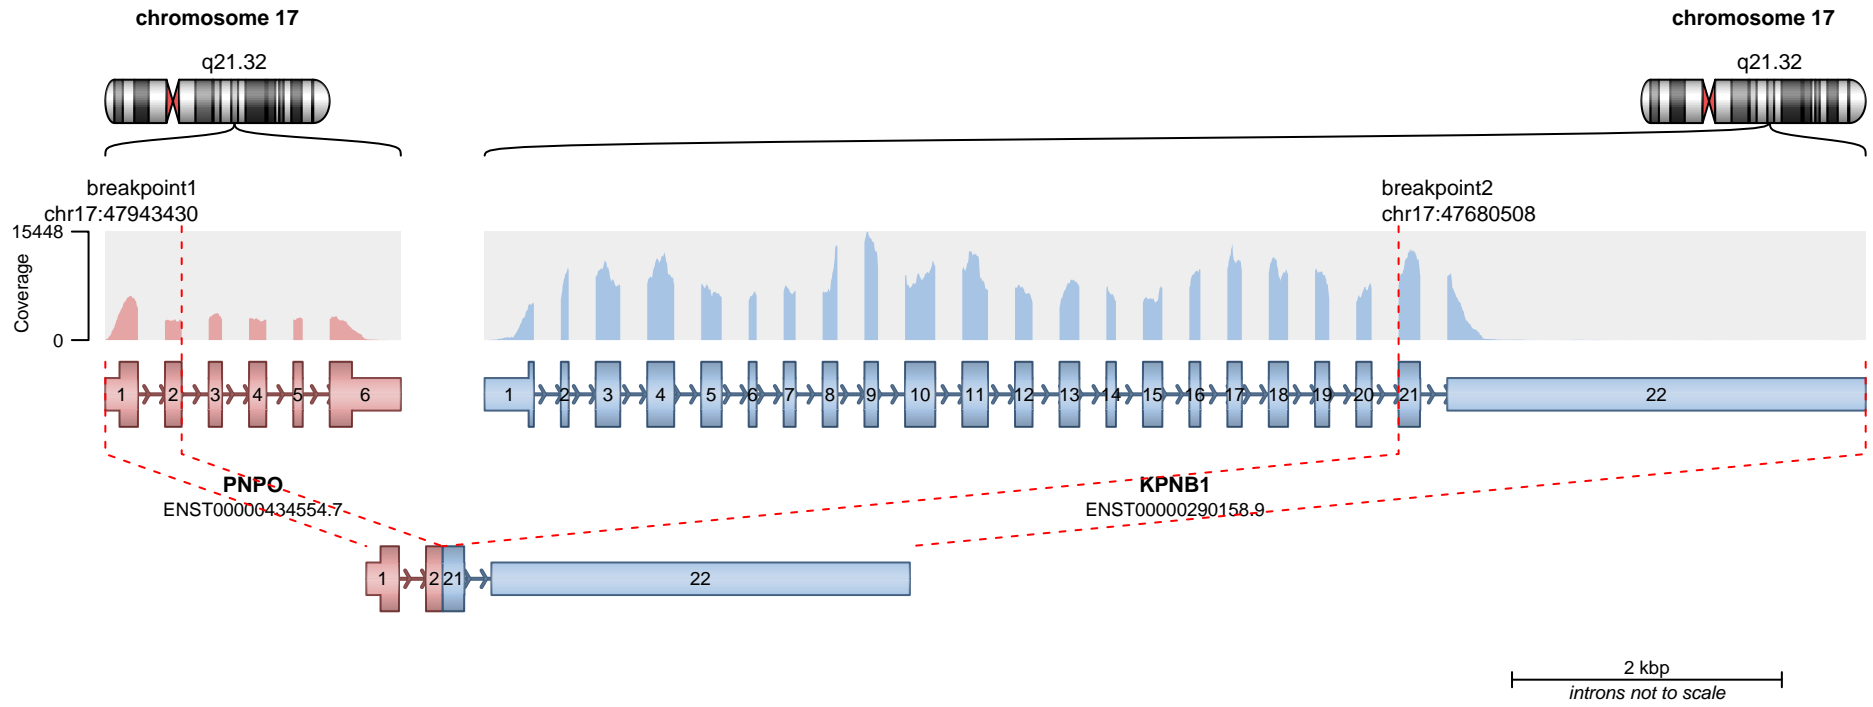 chromosome 17
chromosome 17
q21.32
q21.32
breakpoint1
chr17:47943430
breakpoint2
chr17:47680508
15448
Coverage
0
1 2 3 4 5 6
1 2 3 4 5 6 7 8 9 10 11 12 13 14 15 16 17 18 19 20 21 22
PNPO
ENST00000434554.7
KPNB1
ENST00000290158.9
1 2 21 22
2 kbp
introns not to scale